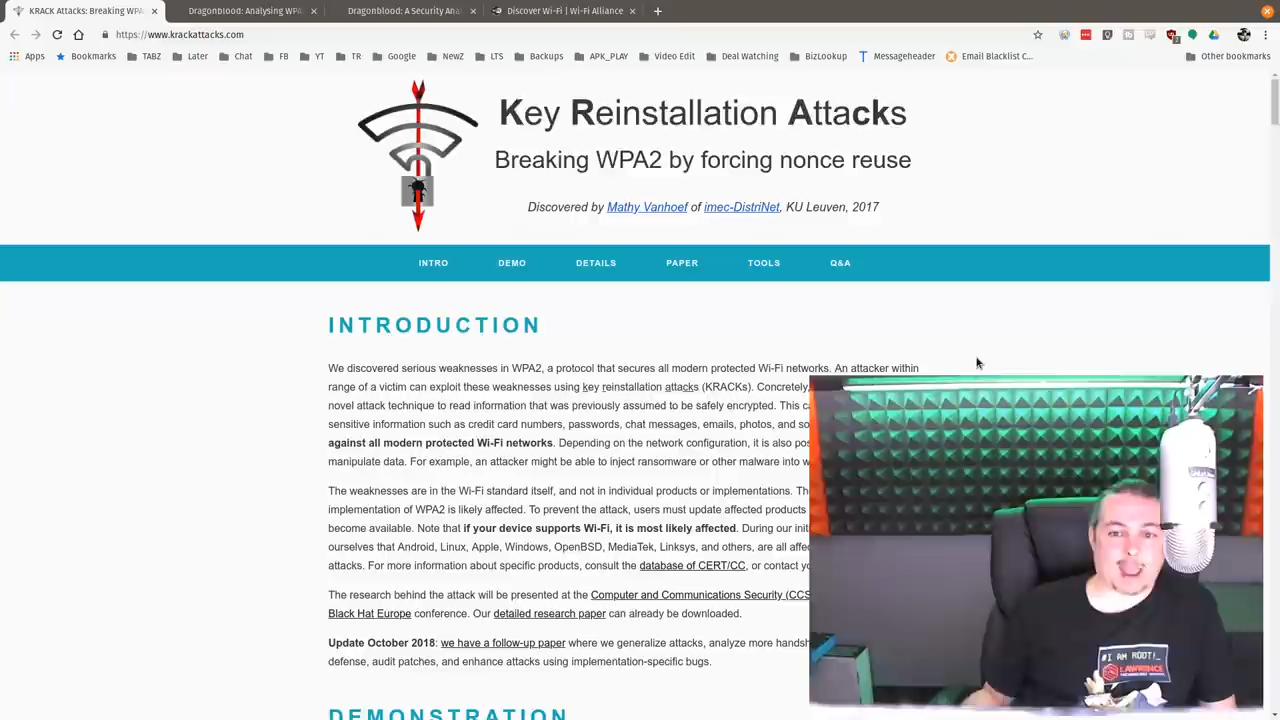 KRACK Attacks: Breaking WPA
Dragonblood: Analysing WPA
Dragonblood: A Security Ana
Discover Wi-Fi | Wi-Fi Alliance
https://www.krackattacks.com
Apps
Bookmarks
TABZ
Later
Chat
FB
YT
TR
Google
NewZ
LTS
Backups
APK_PLAY
Video Edit
Deal Watching
BizLookup
Messageheader
Email Blacklist C...
Other bookmarks
Key Reinstallation Attacks
Breaking WPA2 by forcing nonce reuse
Discovered by Mathy Vanhoef of imec-DistriNet, KU Leuven, 2017
INTRO DEMO DETAILS PAPER TOOLS Q&A
INTRODUCTION
We discovered serious weaknesses in WPA2, a protocol that secures all modern protected Wi-Fi networks. An attacker within
range of a victim can exploit these weaknesses using key reinstallation attacks (KRACKs). Concretely,
novel attack technique to read information that was previously assumed to be safely encrypted. This ca
sensitive information such as credit card numbers, passwords, chat messages, emails, photos, and so
against all modern protected Wi-Fi networks. Depending on the network configuration, it is also pos
manipulate data. For example, an attacker might be able to inject ransomware or other malware into w
The weaknesses are in the Wi-Fi standard itself, and not in individual products or implementations. Th
implementation of WPA2 is likely affected. To prevent the attack, users must update affected products
become available. Note that if your device supports Wi-Fi, it is most likely affected. During our init
ourselves that Android, Linux, Apple, Windows, OpenBSD, MediaTek, Linksys, and others, are all affec
attacks. For more information about specific products, consult the database of CERT/CC, or contact yo
The research behind the attack will be presented at the Computer and Communications Security (CCS
Black Hat Europe conference. Our detailed research paper can already be downloaded.
Update October 2018: we have a follow-up paper where we generalize attacks, analyze more handsh
defense, audit patches, and enhance attacks using implementation-specific bugs.
DEMONSTRATION
#I AM ROOT!_
LAWRENCE